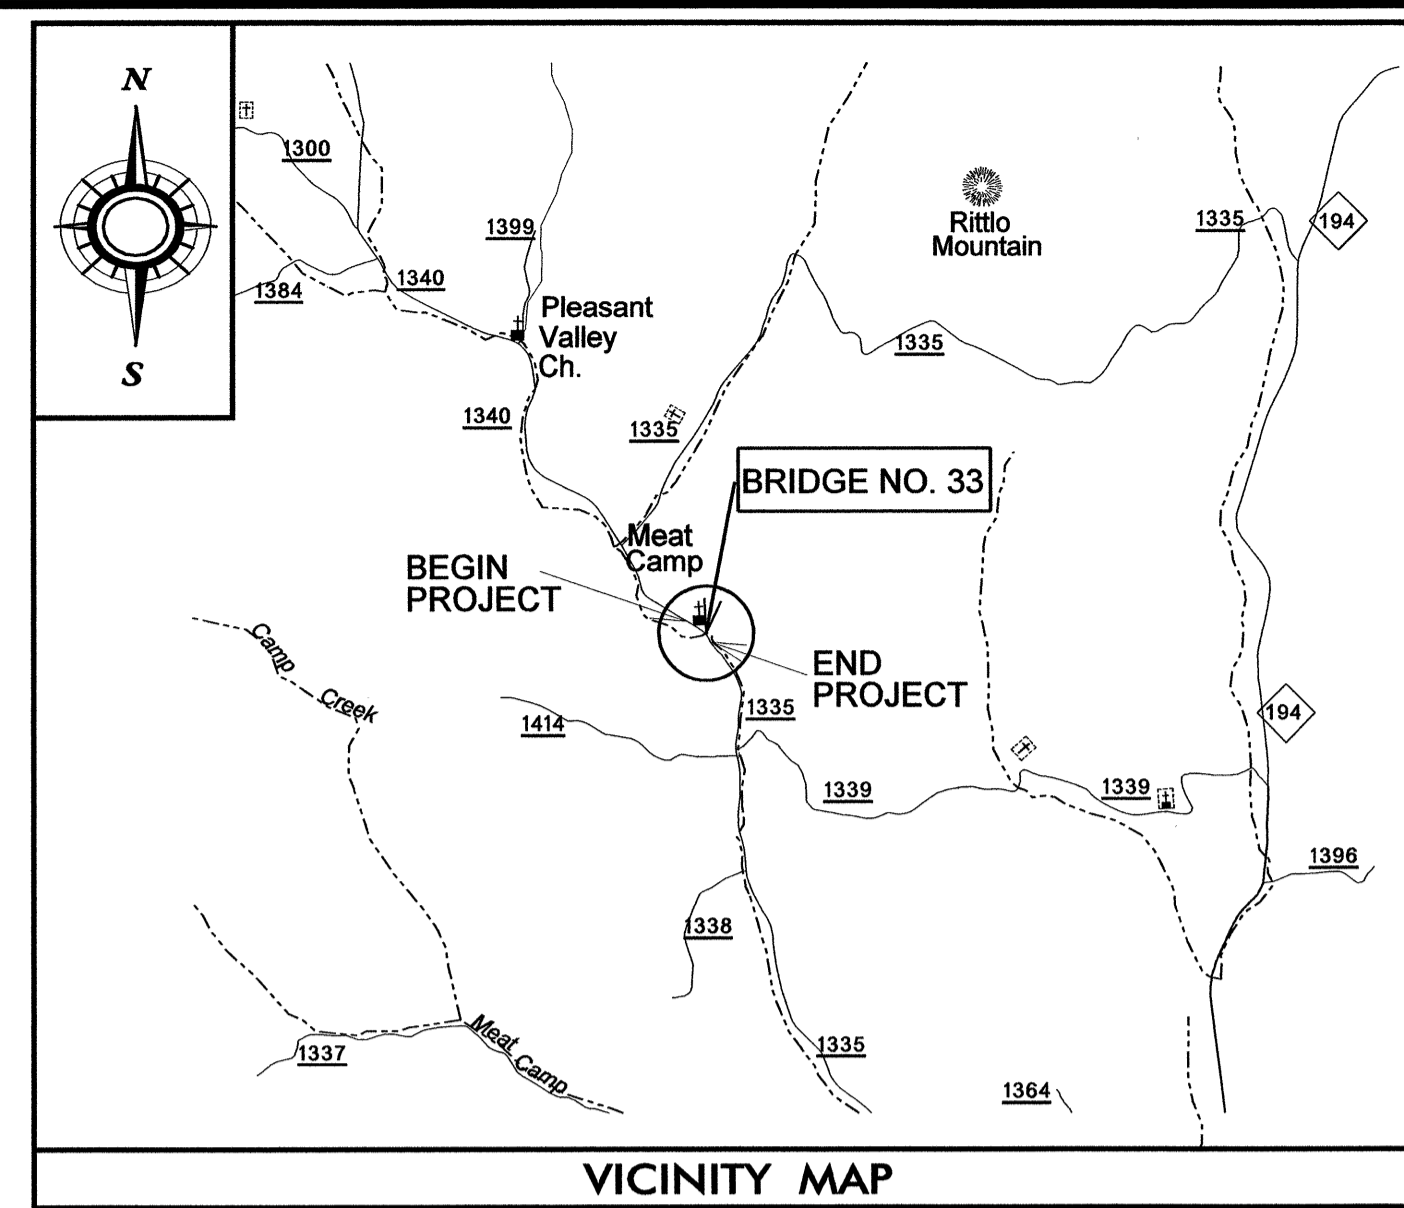 N
S
1300
1399
1384
1340
Pleasant
Valley
Ch.
1340
1335
Rittlo
Mountain
1335
194
1335
BRIDGE NO. 33
Meat
Camp
BEGIN
PROJECT
END
PROJECT
Camp
Creek
1414
1335
194
1339
1339
1396
1338
Meat
Camp
1337
1335
1364
VICINITY MAP